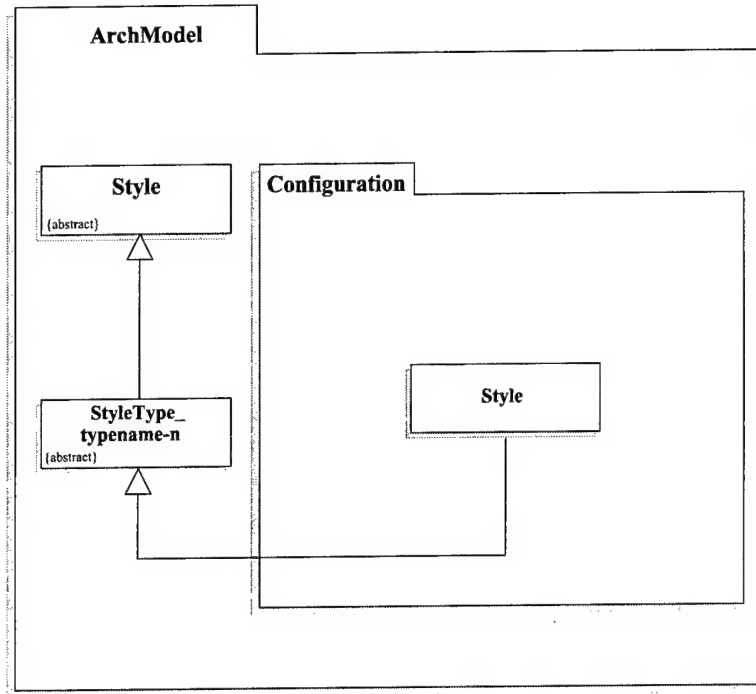 ArchModel
Style
{abstract}
Configuration
StyleType_
typename-n
{abstract}
Style